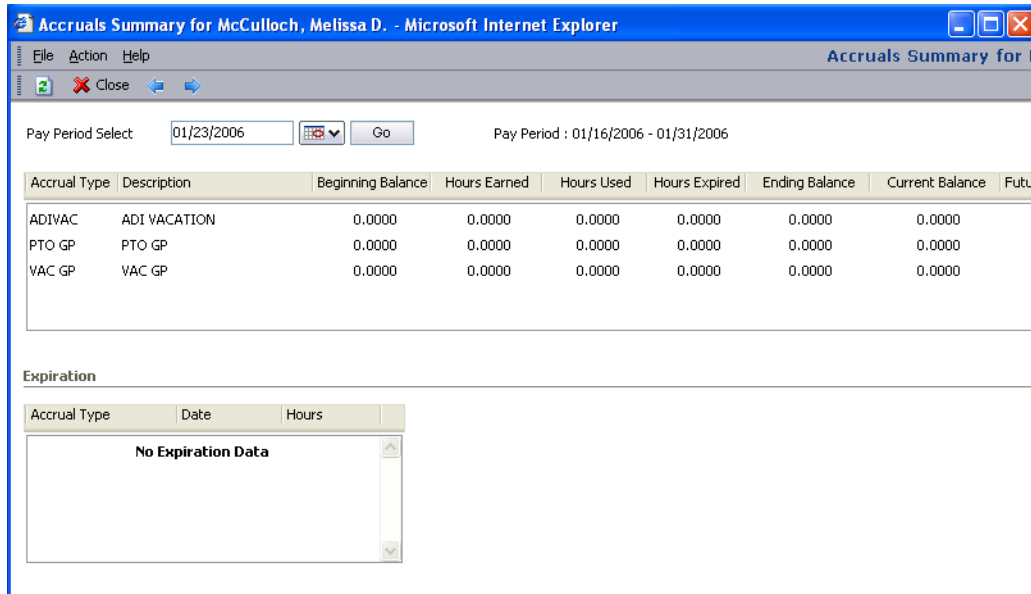 Accruals Summary for McCulloch, Melissa D. - Microsoft Internet Explorer
File Action Help Accruals Summary for
Close
Pay Period Select 01/23/2006 Go Pay Period : 01/16/2006 - 01/31/2006
Accrual Type Description Beginning Balance Hours Earned Hours Used Hours Expired Ending Balance Current Balance Futu
ADIVAC ADI VACATION 0.0000 0.0000 0.0000 0.0000 0.0000 0.0000
PTO GP PTO GP 0.0000 0.0000 0.0000 0.0000 0.0000 0.0000
VAC GP VAC GP 0.0000 0.0000 0.0000 0.0000 0.0000 0.0000
Expiration
Accrual Type Date Hours
No Expiration Data